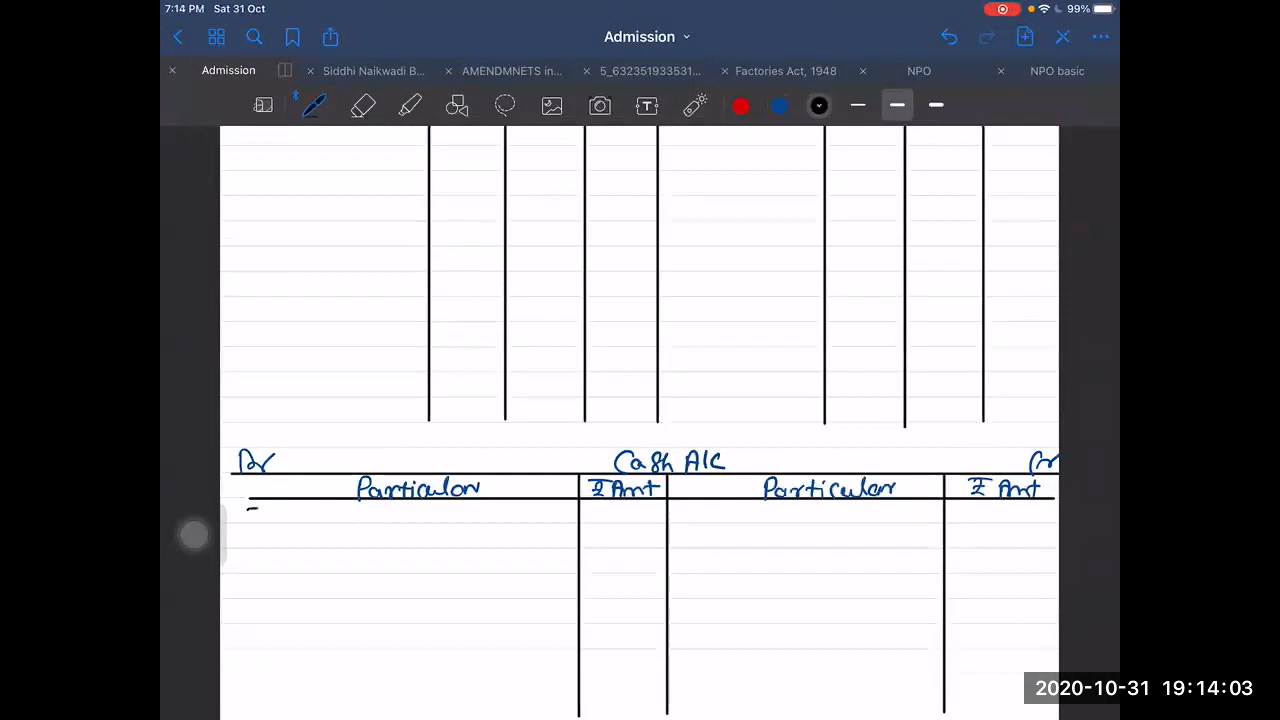 7:14 PM Sat 31 Oct 99%
Admission
Admission Siddhi Naikwadi B... AMENDMNETS in... 5_632351933531... Factories Act, 1948 NPO NPO basic
T
Dr Cash A/c Cr
Particular ₹ Amt Particular ₹ Amt
2020-10-31 19:14:03